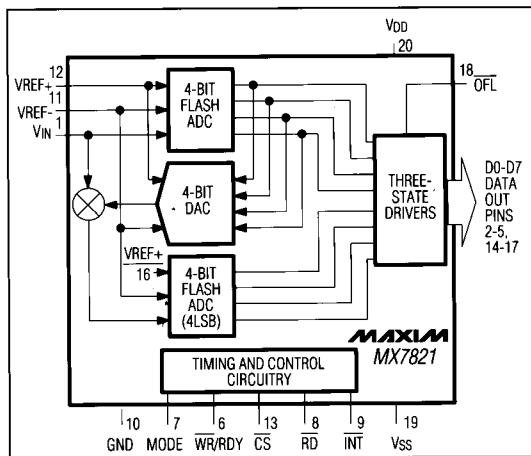 VDD
20
12
VREF+
11
VREF-
VIN
1
4-BIT
FLASH
ADC
18
OFL
4-BIT
DAC
THREE-
STATE
DRIVERS
D0-D7
DATA
OUT
PINS
2-5,
14-17
VREF+
16
4-BIT
FLASH
ADC
(4LSB)
MAXIM
MX7821
TIMING AND CONTROL
CIRCUITRY
10
7
6
13
8
9
19
GND
MODE
WR/RDY
CS
RD
INT
VSS